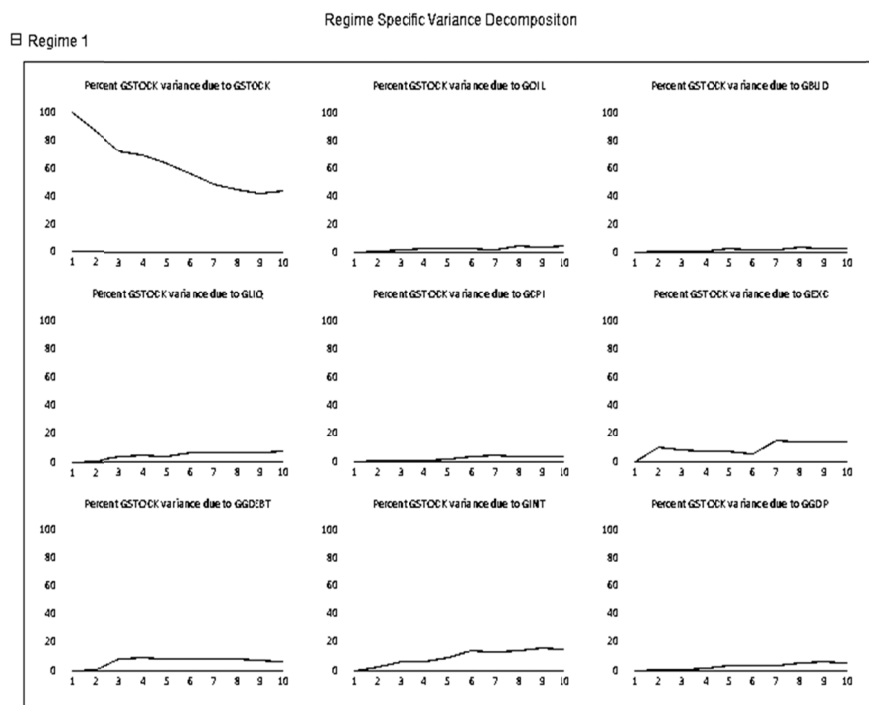 Regime Specific Variance Decompositon
Regime 1
Percent GSTOCK variance due to GSTOCK
100
80
60
40
20
0
1 2 3 4 5 6 7 8 9 10
Percent GSTOCK variance due to GOIL
100
80
60
40
20
0
1 2 3 4 5 6 7 8 9 10
Percent GSTOCK variance due to GBUD
100
80
60
40
20
0
1 2 3 4 5 6 7 8 9 10
Percent GSTOCK variance due to GLIQ
100
80
60
40
20
0
1 2 3 4 5 6 7 8 9 10
Percent GSTOCK variance due to GCPI
100
80
60
40
20
0
1 2 3 4 5 6 7 8 9 10
Percent GSTOCK variance due to GEXC
100
80
60
40
20
0
1 2 3 4 5 6 7 8 9 10
Percent GSTOCK variance due to GGDEBT
100
80
60
40
20
0
1 2 3 4 5 6 7 8 9 10
Percent GSTOCK variance due to GINT
100
80
60
40
20
0
1 2 3 4 5 6 7 8 9 10
Percent GSTOCK variance due to GGDP
100
80
60
40
20
0
1 2 3 4 5 6 7 8 9 10